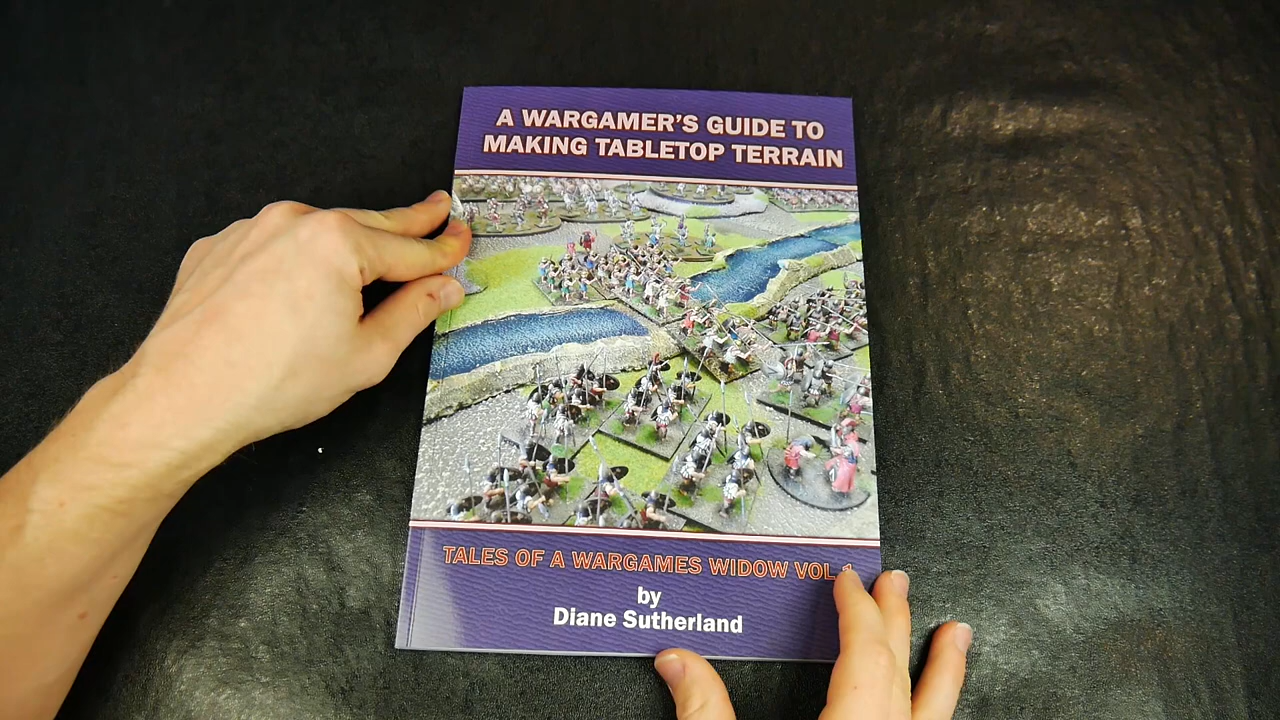 A WARGAMER'S GUIDE TO
MAKING TABLETOP TERRAIN
TALES OF A WARGAMES WIDOW VOL 1
by
Diane Sutherland